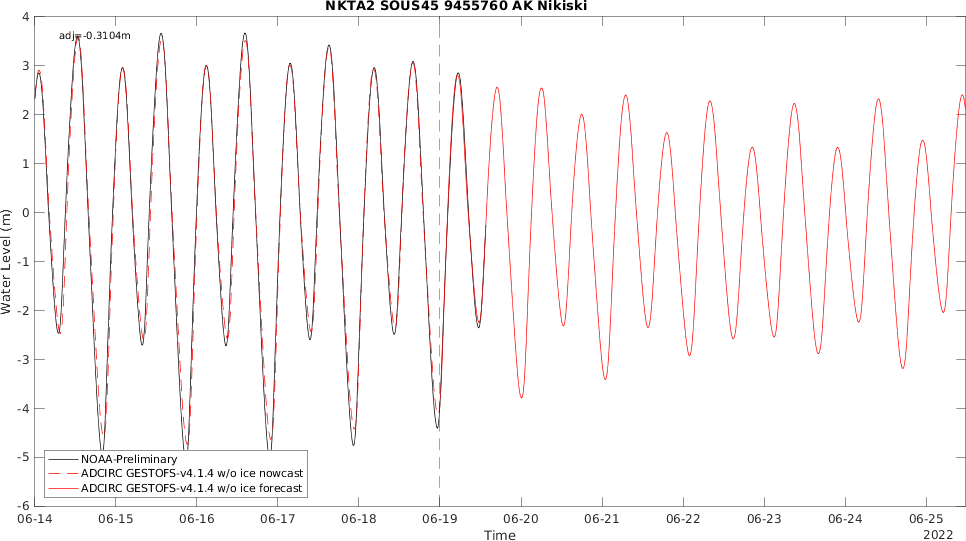 NKTA2 SOUS45 9455760 AK Nikiski
adj=-0.3104m
4
3
2
1
0
-1
-2
-3
-4
-5
-6
Water Level (m)
NOAA-Preliminary
ADCIRC GESTOFS-v4.1.4 w/o ice nowcast
ADCIRC GESTOFS-v4.1.4 w/o ice forecast
06-14 06-15 06-16 06-17 06-18 06-19 06-20 06-21 06-22 06-23 06-24 06-25
Time
2022